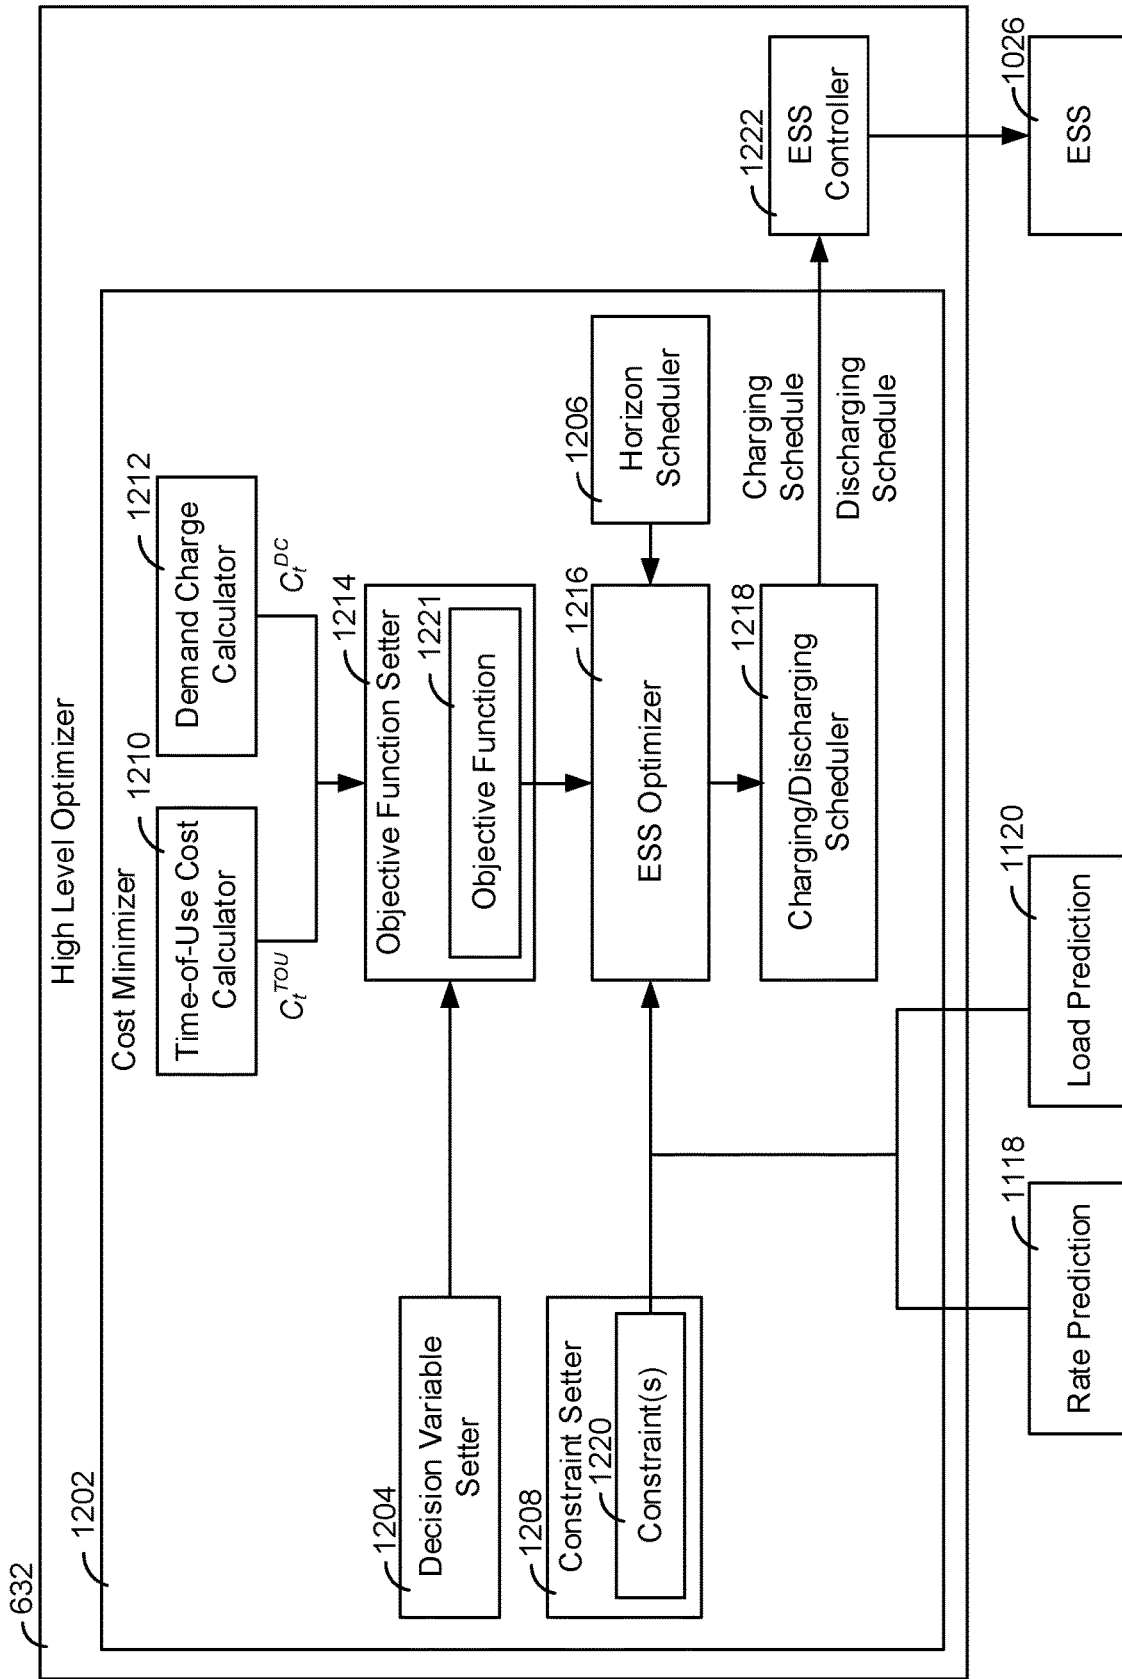 632
High Level Optimizer
1202
Cost Minimizer
1210
Time-of-Use Cost
Calculator
1212
Demand Charge
Calculator
C_t^TOU
C_t^DC
1204
Decision Variable
Setter
1214
Objective Function Setter
1221
Objective Function
1208
Constraint Setter
1220
Constraint(s)
1216
ESS Optimizer
1206
Horizon
Scheduler
1218
Charging/Discharging
Scheduler
Charging
Schedule
Discharging
Schedule
1222
ESS
Controller
1118
Rate Prediction
1120
Load Prediction
1026
ESS